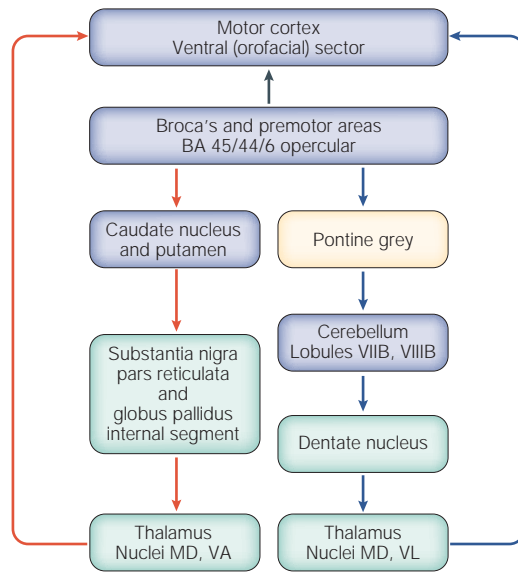 Motor cortex
Ventral (orofacial) sector
Broca's and premotor areas
BA 45/44/6 opercular
Caudate nucleus
and putamen
Pontine grey
Substantia nigra
pars reticulata
and
globus pallidus
internal segment
Cerebellum
Lobules VIIB, VIIIB
Dentate nucleus
Thalamus
Nuclei MD, VA
Thalamus
Nuclei MD, VL